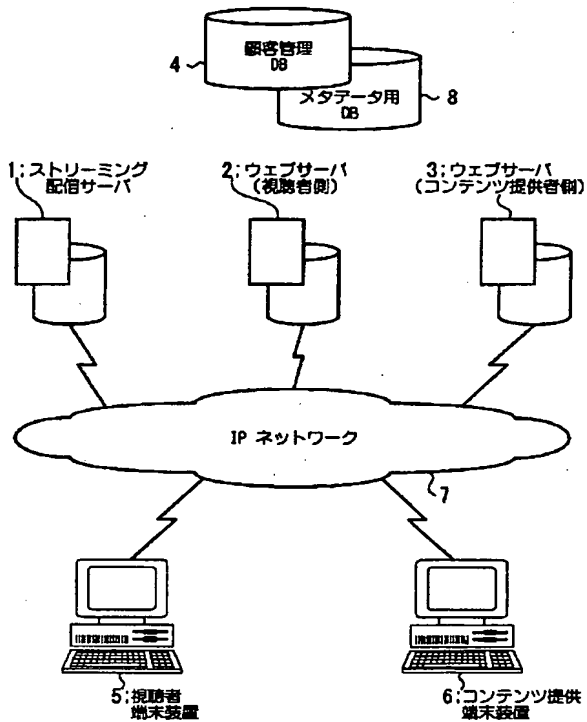 4
顧客管理
DB
メタデータ用
DB
8
1;ストリーミング
配信サーバ
2;ウェブサーバ
(視聴者側)
3;ウェブサーバ
(コンテンツ提供者側)
IP ネットワーク
7
5;視聴者
端末装置
6;コンテンツ提供
端末装置